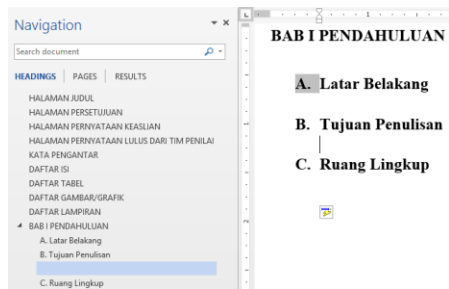 Navigation
Search document
HEADINGS PAGES RESULTS
HALAMAN JUDUL
HALAMAN PERSETUJUAN
HALAMAN PERNYATAAN KEASLIAN
HALAMAN PERNYATAAN LULUS DARI TIM PENILAI
KATA PENGANTAR
DAFTAR ISI
DAFTAR TABEL
DAFTAR GAMBAR/GRAFIK
DAFTAR LAMPIRAN
BAB I PENDAHULUAN
A. Latar Belakang
B. Tujuan Penulisan
C. Ruang Lingkup
1
BAB I PENDAHULUAN
A. Latar Belakang
B. Tujuan Penulisan
C. Ruang Lingkup